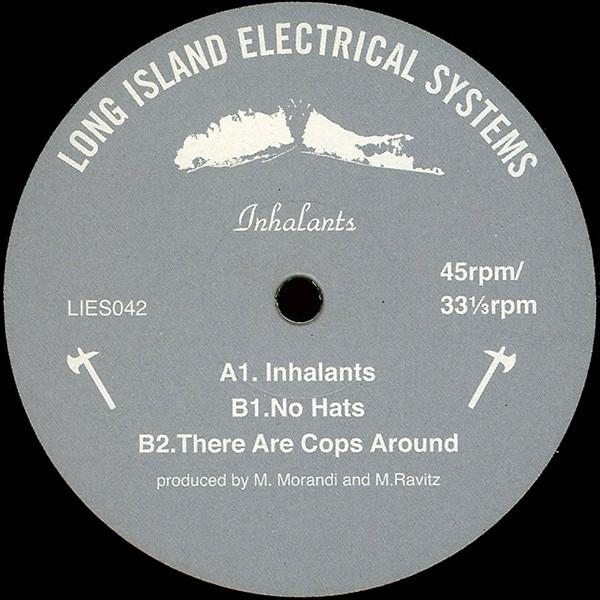 LONG ISLAND ELECTRICAL SYSTEMS
Inhalants
45rpm/
LIES042
33⅓rpm
A1. Inhalants
B1.No Hats
B2.There Are Cops Around
produced by M. Morandi and M.Ravitz